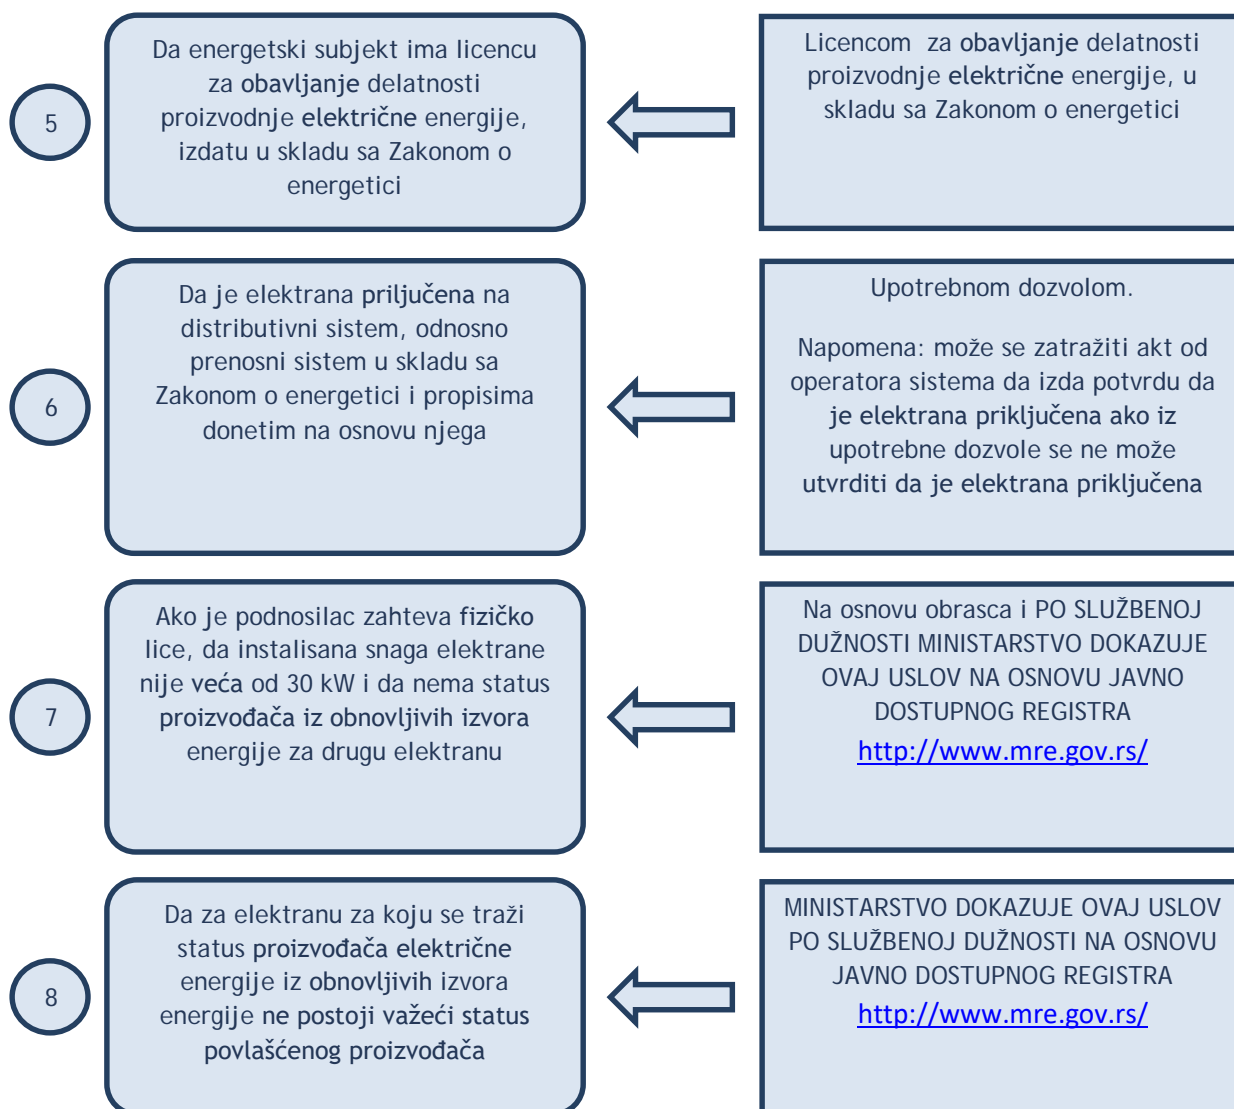 5
Da energetski subjekt ima licencu
za obavljanje delatnosti
proizvodnje električne energije,
izdatu u skladu sa Zakonom o
energetici
Licencom za obavljanje delatnosti
proizvodnje električne energije, u
skladu sa Zakonom o energetici
6
Da je elektrana priljučena na
distributivni sistem, odnosno
prenosni sistem u skladu sa
Zakonom o energetici i propisima
donetim na osnovu njega
Upotrebnom dozvolom.
Napomena: može se zatražiti akt od
operatora sistema da izda potvrdu da
je elektrana priključena ako iz
upotrebne dozvole se ne može
utvrditi da je elektrana priključena
7
Ako je podnosilac zahteva fizičko
lice, da instalisana snaga elektrane
nije veća od 30 kW i da nema status
proizvođača iz obnovljivih izvora
energije za drugu elektranu
Na osnovu obrasca i PO SLUŽBENOJ
DUŽNOSTI MINISTARSTVO DOKAZUJE
OVAJ USLOV NA OSNOVU JAVNO
DOSTUPNOG REGISTRA
http://www.mre.gov.rs/
8
Da za elektranu za koju se traži
status proizvođača električne
energije iz obnovljivih izvora
energije ne postoji važeći status
povlašćenog proizvođača
MINISTARSTVO DOKAZUJE OVAJ USLOV
PO SLUŽBENOJ DUŽNOSTI NA OSNOVU
JAVNO DOSTUPNOG REGISTRA
http://www.mre.gov.rs/